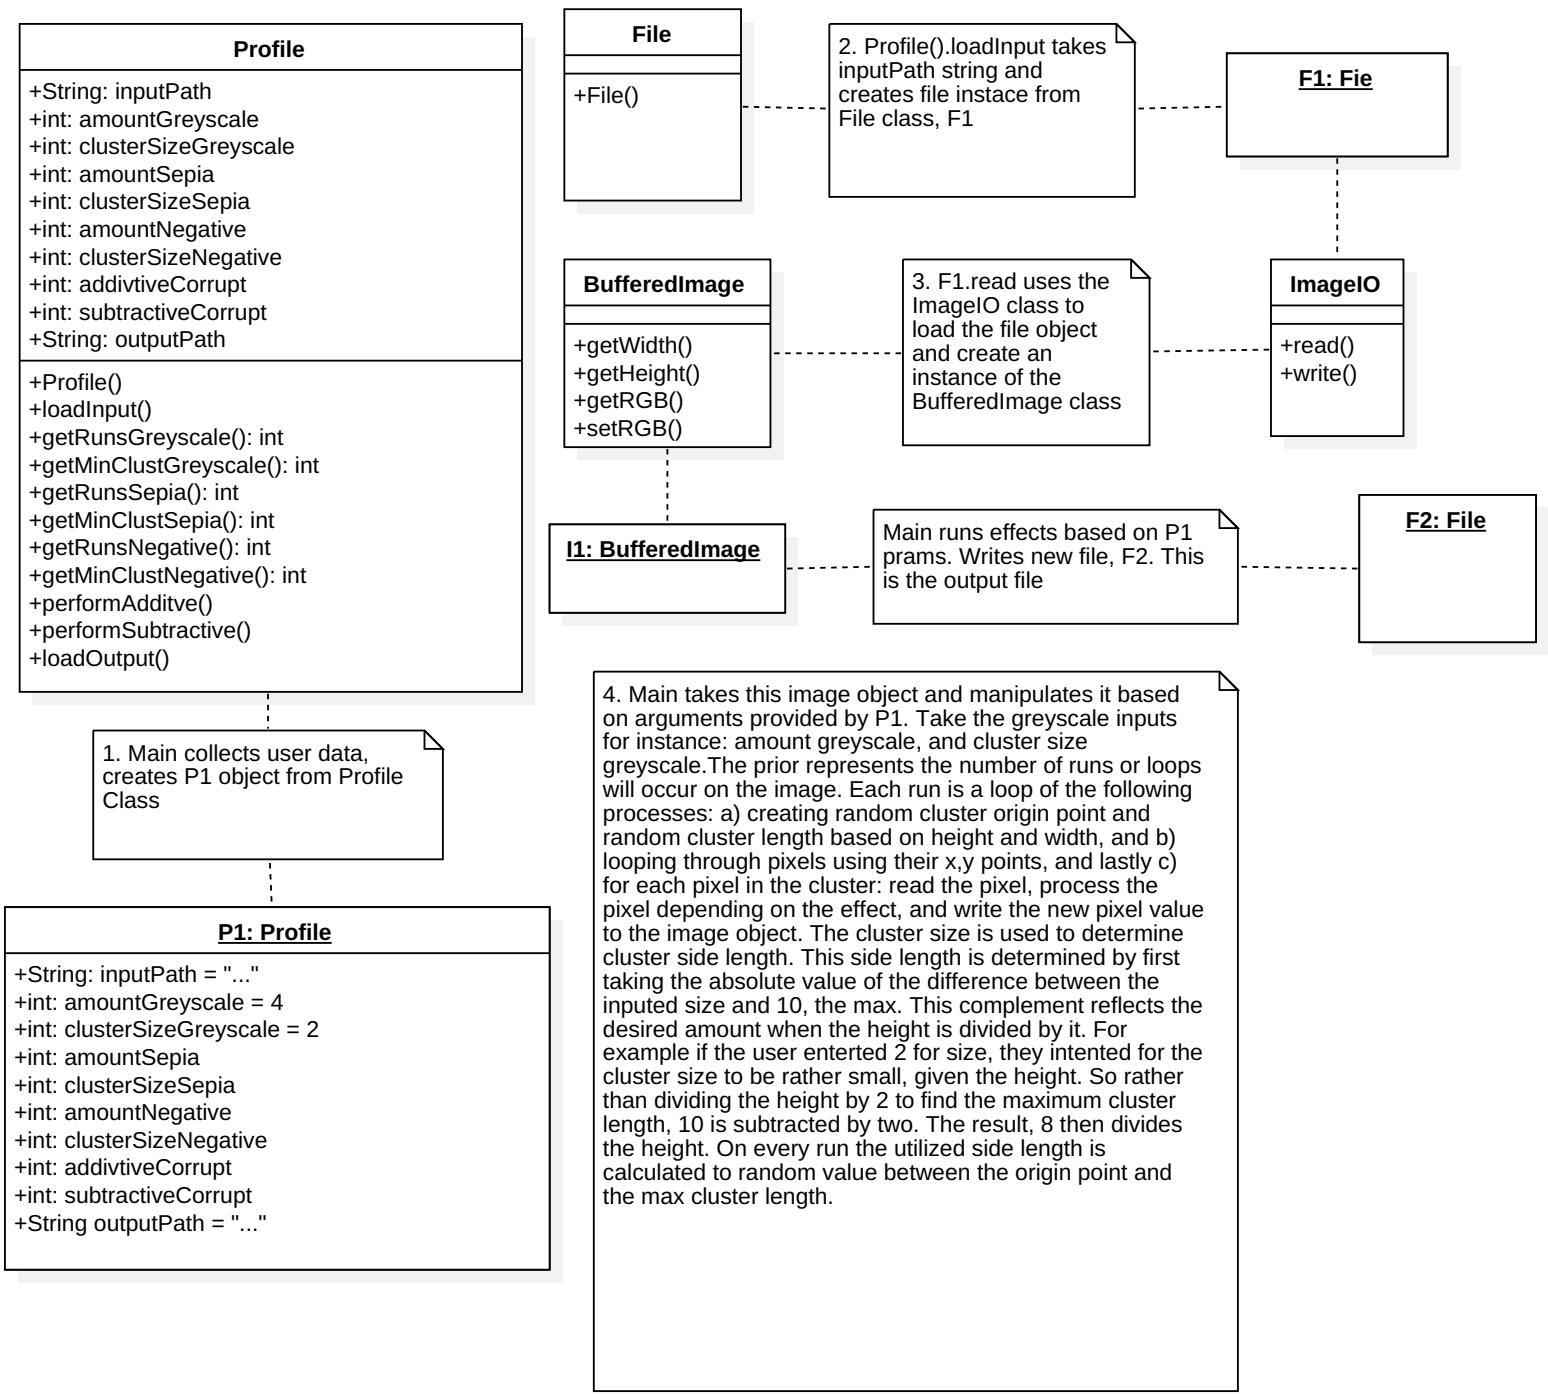 Profile
+String: inputPath
+int: amountGreyscale
+int: clusterSizeGreyscale
+int: amountSepia
+int: clusterSizeSepia
+int: amountNegative
+int: clusterSizeNegative
+int: addivtiveCorrupt
+int: subtractiveCorrupt
+String: outputPath
+Profile()
+loadInput()
+getRunsGreyscale(): int
+getMinClustGreyscale(): int
+getRunsSepia(): int
+getMinClustSepia(): int
+getRunsNegative(): int
+getMinClustNegative(): int
+performAdditve()
+performSubtractive()
+loadOutput()
1. Main collects user data,
creates P1 object from Profile
Class
P1: Profile
+String: inputPath = "..."
+int: amountGreyscale = 4
+int: clusterSizeGreyscale = 2
+int: amountSepia
+int: clusterSizeSepia
+int: amountNegative
+int: clusterSizeNegative
+int: addivtiveCorrupt
+int: subtractiveCorrupt
+String outputPath = "..."
File
+File()
2. Profile().loadInput takes
inputPath string and
creates file instace from
File class, F1
F1: Fie
BufferedImage
+getWidth()
+getHeight()
+getRGB()
+setRGB()
3. F1.read uses the
ImageIO class to
load the file object
and create an
instance of the
BufferedImage class
ImageIO
+read()
+write()
I1: BufferedImage
Main runs effects based on P1
prams. Writes new file, F2. This
is the output file
F2: File
4. Main takes this image object and manipulates it based
on arguments provided by P1. Take the greyscale inputs
for instance: amount greyscale, and cluster size
greyscale.The prior represents the number of runs or loops
will occur on the image. Each run is a loop of the following
processes: a) creating random cluster origin point and
random cluster length based on height and width, and b)
looping through pixels using their x,y points, and lastly c)
for each pixel in the cluster: read the pixel, process the
pixel depending on the effect, and write the new pixel value
to the image object. The cluster size is used to determine
cluster side length. This side length is determined by first
taking the absolute value of the difference between the
inputed size and 10, the max. This complement reflects the
desired amount when the height is divided by it. For
example if the user enterted 2 for size, they intented for the
cluster size to be rather small, given the height. So rather
than dividing the height by 2 to find the maximum cluster
length, 10 is subtracted by two. The result, 8 then divides
the height. On every run the utilized side length is
calculated to random value between the origin point and
the max cluster length.